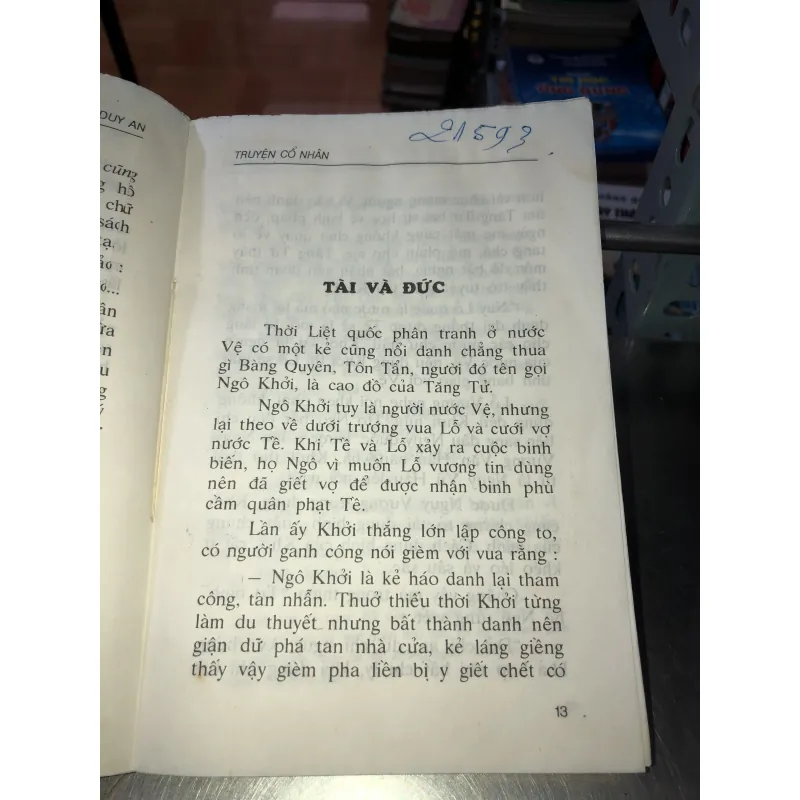 DUY AN
cũng
hồ
chữ
sách
21593
TRUYỆN CỔ NHÂN
TÀI VÀ ĐỨC
Thời Liệt quốc phân tranh ở nước
Vệ có một kẻ cũng nổi danh chẳng thua
gì Bàng Quyên, Tôn Tẩn, người đó tên gọi
Ngô Khởi, là cao đồ của Tăng Tử.
Ngô Khởi tuy là người nước Vệ, nhưng
lại theo về dưới trướng vua Lỗ và cưới vợ
nước Tề. Khi Tề và Lỗ xảy ra cuộc binh
biến, họ Ngô vì muốn Lỗ vương tin dùng
nên đã giết vợ để được nhận binh phù
cầm quân phạt Tề.
Lần ấy Khởi thắng lớn lập công to,
có người ganh công nói gièm với vua rằng :
— Ngô Khởi là kẻ háo danh lại tham
công, tàn nhẫn. Thuở thiếu thời Khởi từng
làm du thuyết nhưng bất thành danh nên
giận dữ phá tan nhà cửa, kẻ láng giềng
thấy vậy gièm pha liền bị y giết chết có
13